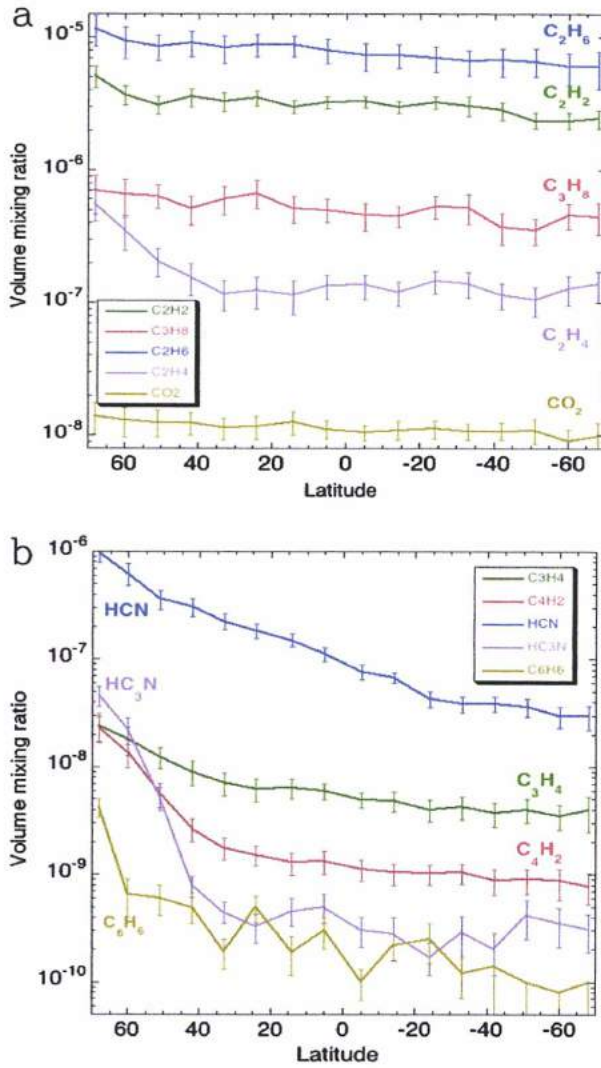 a
10⁻⁵
10⁻⁶
10⁻⁷
10⁻⁸
Volume mixing ratio
C₂H₆
C₂H₂
C₃H₈
C₂H₄
CO₂
C2H2
C3H8
C2H6
C2H4
CO2
60 40 20 0 -20 -40 -60
Latitude
b
10⁻⁶
10⁻⁷
10⁻⁸
10⁻⁹
10⁻¹⁰
Volume mixing ratio
HCN
HC₃N
C₃H₄
C₄H₂
C₆H₆
C3H4
C4H2
HCN
HC3N
C6H6
60 40 20 0 -20 -40 -60
Latitude